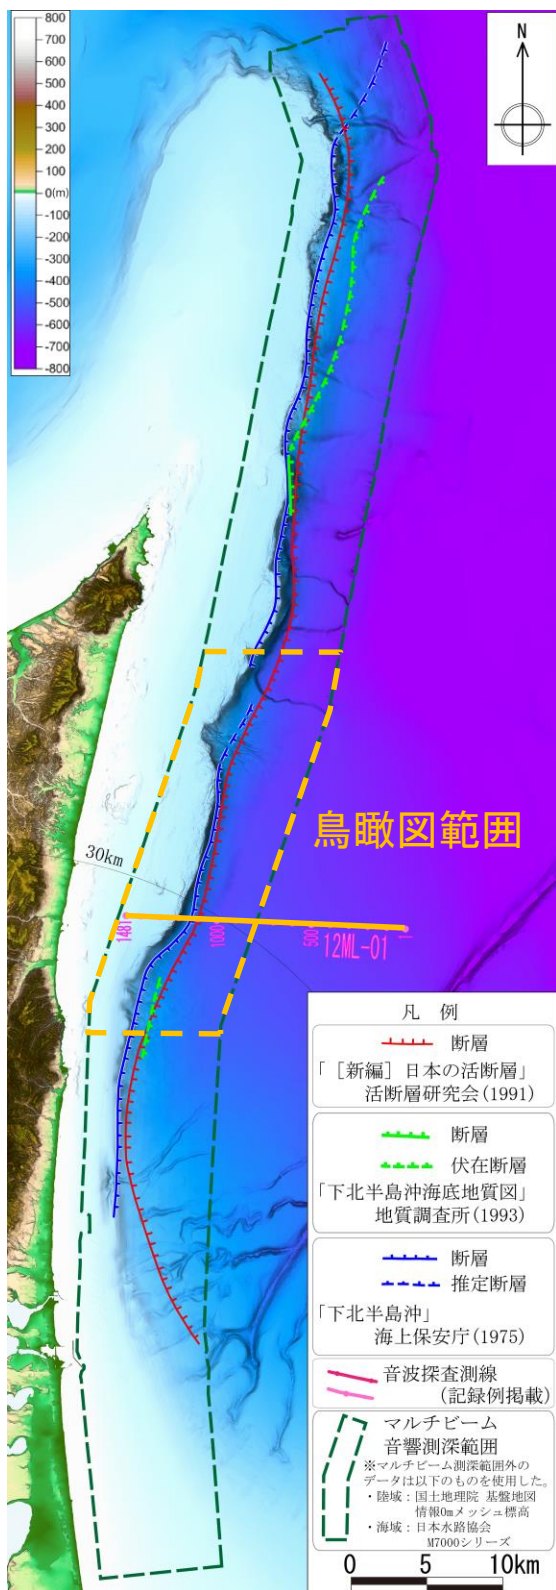 800
700
600
500
400
300
200
100
0(m)
-100
-200
-300
-400
-500
-600
-700
-800
N
鳥瞰図範囲
30km
1481
1000
500
1
12ML-01
凡 例
断層
「［新編］日本の活断層」
活断層研究会(1991)
断層
伏在断層
「下北半島沖海底地質図」
地質調査所(1993)
断層
推定断層
「下北半島沖」
海上保安庁(1975)
音波探査測線
(記録例掲載)
マルチビーム
音響測深範囲
※マルチビーム測深範囲外の
データは以下のものを使用した。
・陸域：国土地理院 基盤地図
情報0mメッシュ標高
・海域：日本水路協会
M7000シリーズ
0 5 10km